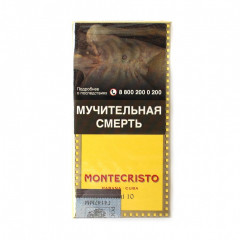 Подробнее
о последствиях
8 800 200 0 200
МУЧИТЕЛЬНАЯ
СМЕРТЬ
MONTECRISTO
HABANA · CUBA
10